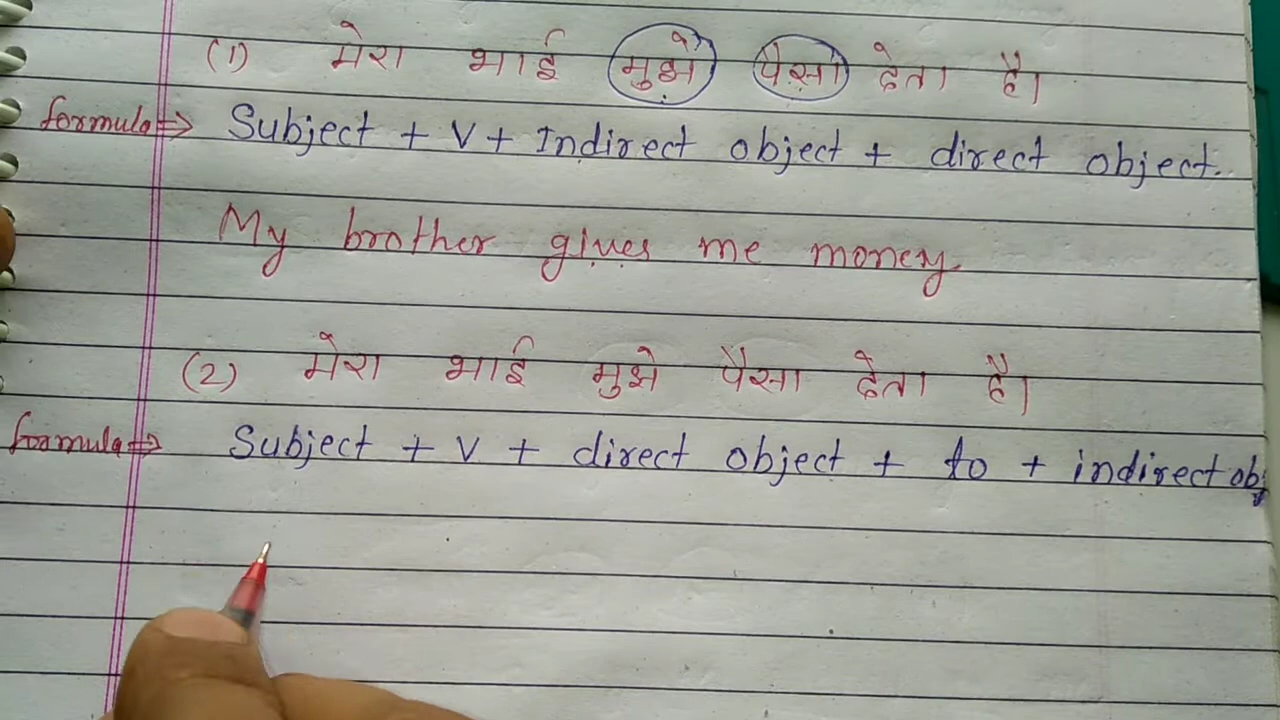 (1) मेरा भाई मुझे पैसा देता है।
formula⇒ Subject + V + Indirect object + direct object.
My brother gives me money
(2) मेरा भाई मुझे पैसा देता है।
formula⇒ Subject + V + direct object + to + indirect obj